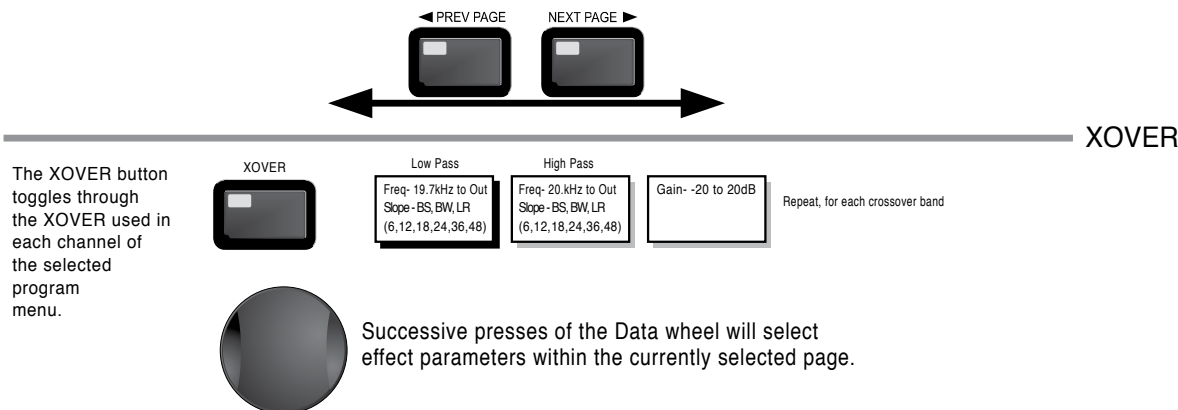 ◄ PREV PAGE NEXT PAGE ►
XOVER
The XOVER button
toggles through
the XOVER used in
each channel of
the selected
program
menu.
XOVER
Low Pass
Freq- 19.7kHz to Out
Slope - BS, BW, LR
(6,12,18,24,36,48)
High Pass
Freq- 20.kHz to Out
Slope - BS, BW, LR
(6,12,18,24,36,48)
Gain- -20 to 20dB
Repeat, for each crossover band
Successive presses of the Data wheel will select
effect parameters within the currently selected page.